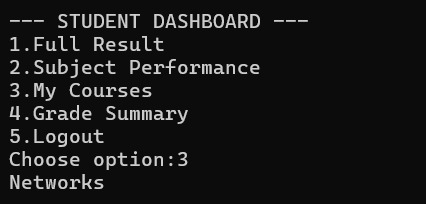 --- STUDENT DASHBOARD ---
1.Full Result
2.Subject Performance
3.My Courses
4.Grade Summary
5.Logout
Choose option:3
Networks